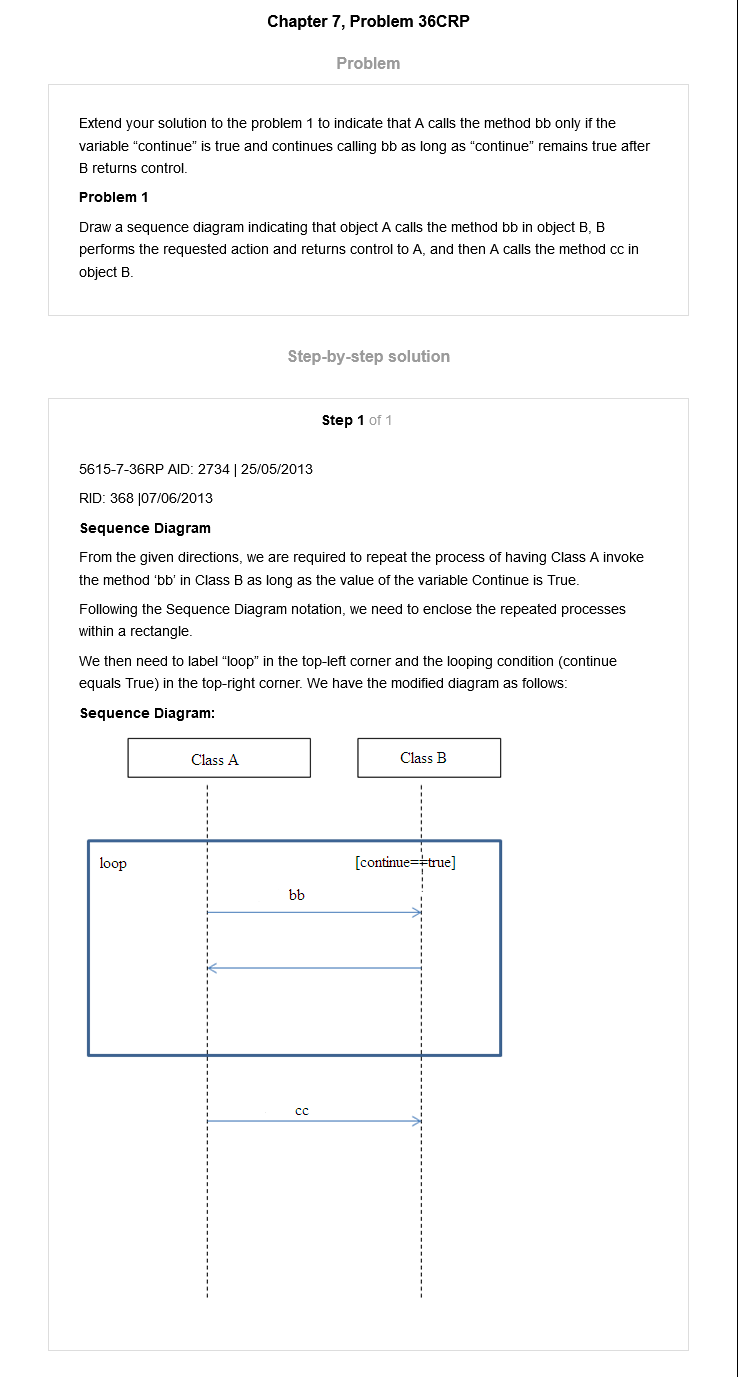 Chapter 7, Problem 36CRP
Problem
Extend your solution to the problem 1 to indicate that A calls the method bb only if the
variable “continue” is true and continues calling bb as long as “continue” remains true after
B returns control.
Problem 1
Draw a sequence diagram indicating that object A calls the method bb in object B, B
performs the requested action and returns control to A, and then A calls the method cc in
object B.
Step-by-step solution
Step 1 of 1
5615-7-36RP AID: 2734 | 25/05/2013
RID: 368 |07/06/2013
Sequence Diagram
From the given directions, we are required to repeat the process of having Class A invoke
the method ‘bb’ in Class B as long as the value of the variable Continue is True.
Following the Sequence Diagram notation, we need to enclose the repeated processes
within a rectangle.
We then need to label “loop” in the top-left corner and the looping condition (continue
equals True) in the top-right corner. We have the modified diagram as follows:
Sequence Diagram:
Class A
Class B
loop
[continue==true]
bb
cc